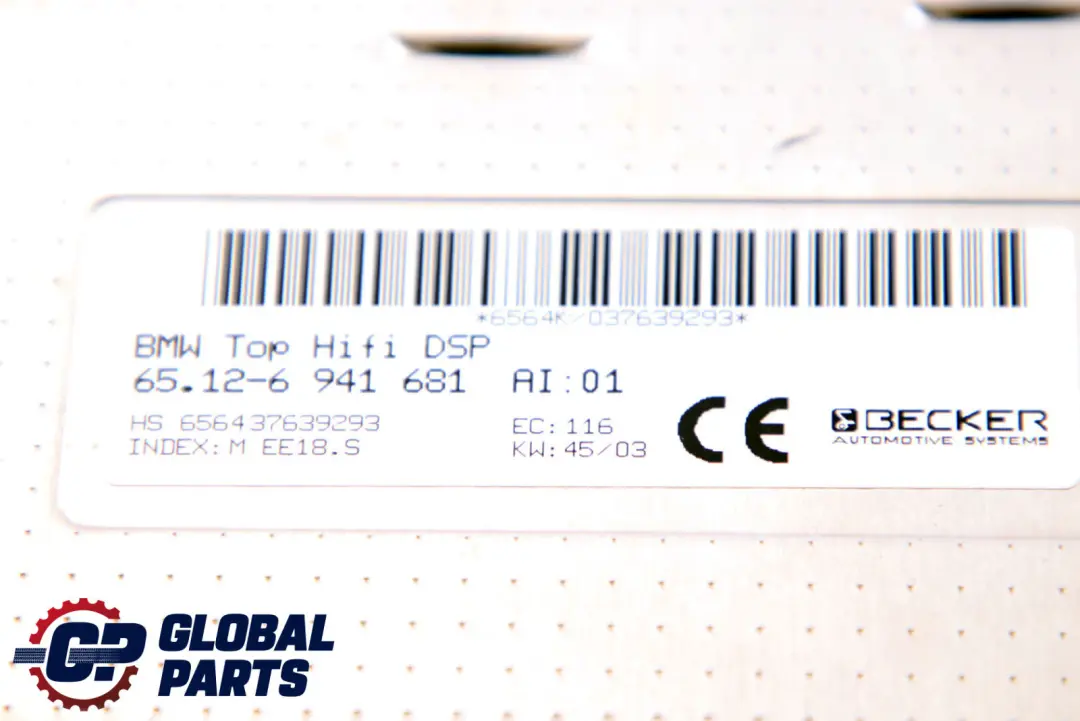 *6564K/037639293*
BMW Top Hifi DSP
65.12-6 941 681 AI:01
HS 656437639293 EC:116
INDEX: M EE18.S KW: 45/03
CE
BECKER
AUTOMOTIVE SYSTEMS
GP GLOBAL
PARTS